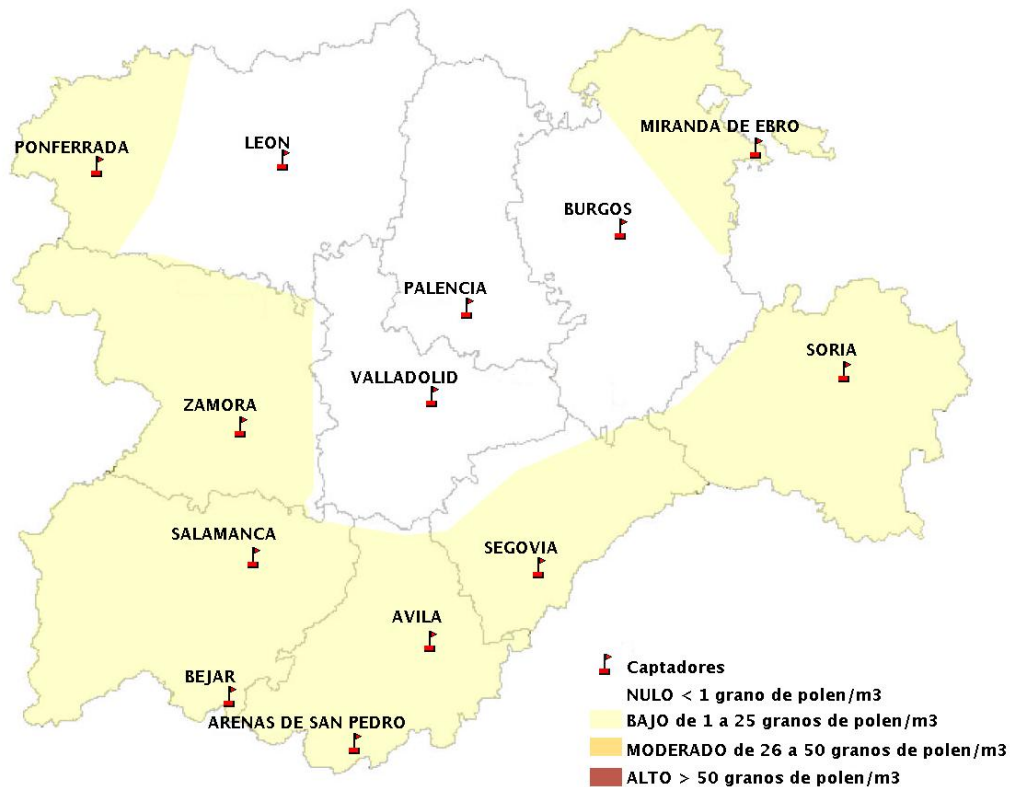 MIRANDA DE EBRO
PONFERRADA
LEON
BURGOS
PALENCIA
SORIA
VALLADOLID
ZAMORA
SALAMANCA
SEGOVIA
AVILA
BEJAR
ARENAS DE SAN PEDRO
Captadores
NULO < 1 grano de polen/m3
BAJO de 1 a 25 granos de polen/m3
MODERADO de 26 a 50 granos de polen/m3
ALTO > 50 granos de polen/m3